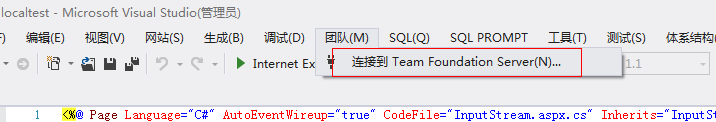 localtest - Microsoft Visual Studio(管理员)
(F) 编辑(E) 视图(V) 网站(S) 生成(B) 调试(D) 团队(M) SQL(Q) SQL PROMPT 工具(T) 测试(S) 体系结构(
Internet Ex
连接到 Team Foundation Server(N)...
1.1
1 <%@ Page Language="C#" AutoEventWireup="true" CodeFile="InputStream.aspx.cs" Inherits="InputSt